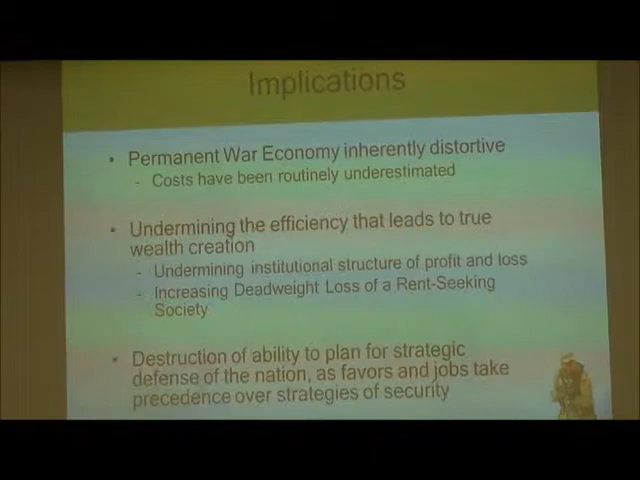 Implications
• Permanent War Economy inherently distortive
- Costs have been routinely underestimated
• Undermining the efficiency that leads to true
wealth creation
- Undermining institutional structure of profit and loss
- Increasing Deadweight Loss of a Rent-Seeking
Society
• Destruction of ability to plan for strategic
defense of the nation, as favors and jobs take
precedence over strategies of security